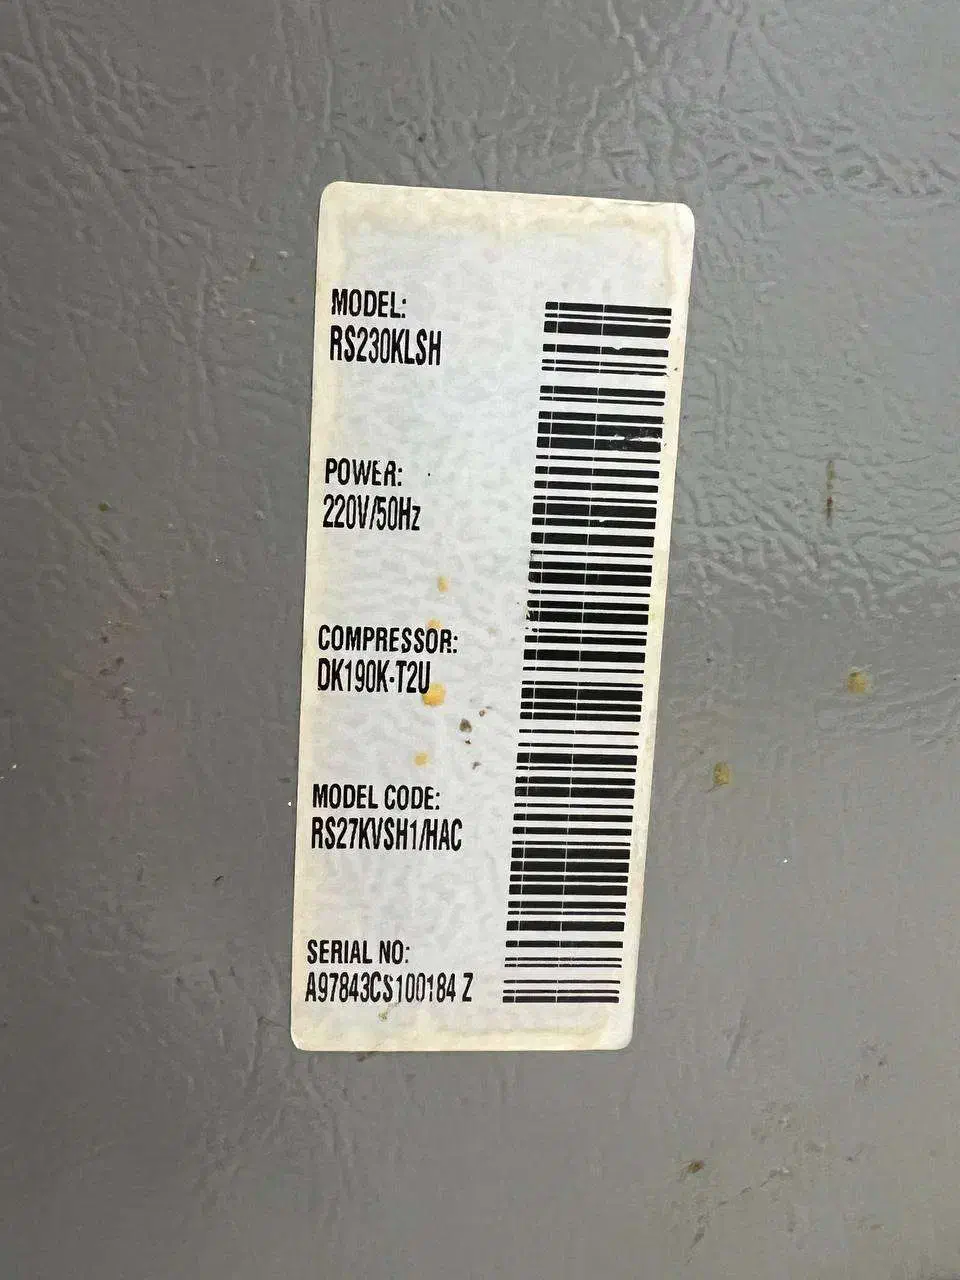 MODEL:
RS230KLSH
POWER:
220V/50Hz
COMPRESSOR:
DK190K-T2U
MODEL CODE:
RS27KVSH1/HAC
SERIAL NO:
A97843CS100184 Z